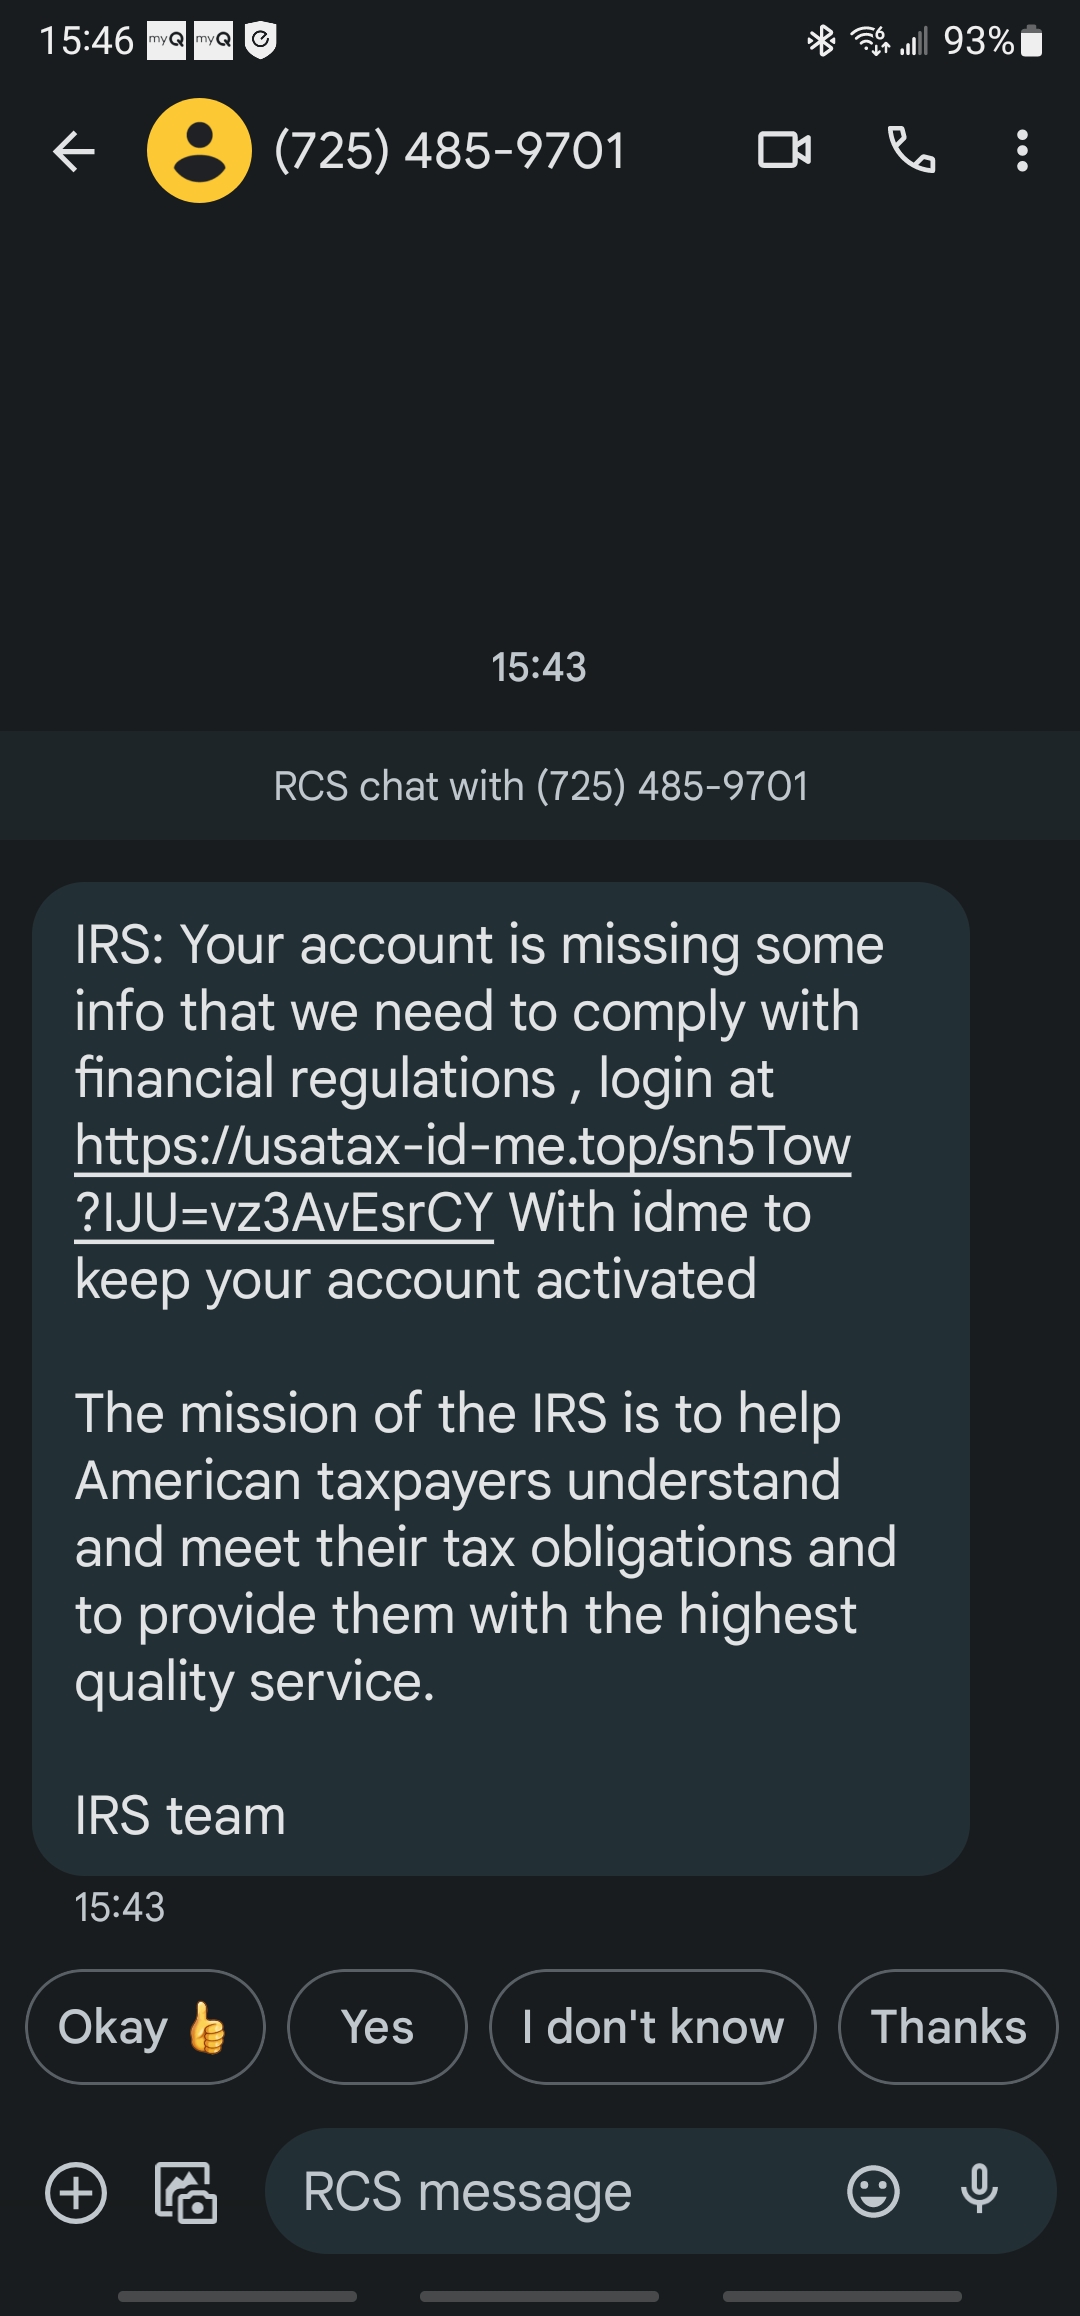 15:46 myQ myQ 6 93%
(725) 485-9701
15:43
RCS chat with (725) 485-9701
IRS: Your account is missing some
info that we need to comply with
financial regulations , login at
https://usatax-id-me.top/sn5Tow
?IJU=vz3AvEsrCY With idme to
keep your account activated
The mission of the IRS is to help
American taxpayers understand
and meet their tax obligations and
to provide them with the highest
quality service.
IRS team
15:43
Okay 👍 Yes I don't know Thanks
RCS message